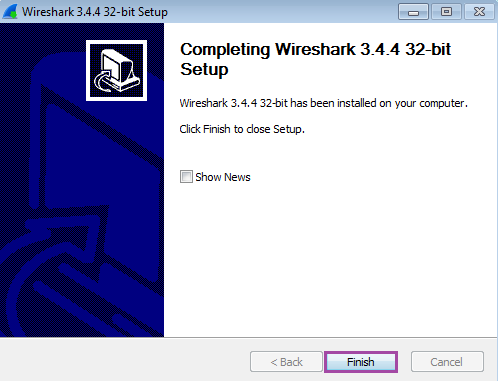 Wireshark 3.4.4 32-bit Setup
Completing Wireshark 3.4.4 32-bit
Setup
Wireshark 3.4.4 32-bit has been installed on your computer.
Click Finish to close Setup.
Show News
< Back
Finish
Cancel